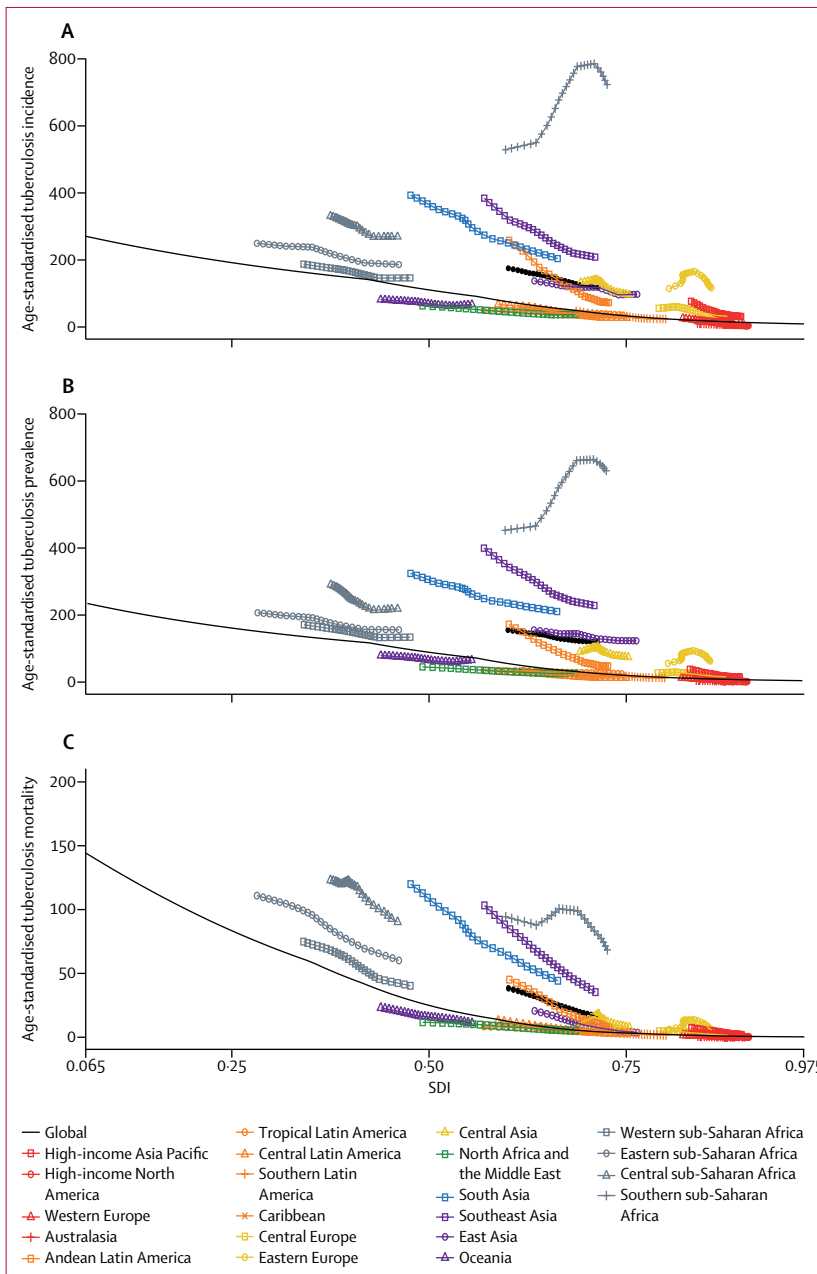 A
Age-standardised tuberculosis incidence
800
600
400
200
0
B
Age-standardised tuberculosis prevalence
800
600
400
200
0
C
Age-standardised tuberculosis mortality
200
150
100
50
0
0.065
0.25
0.50
0.75
0.975
SDI
Global
High-income Asia Pacific
High-income North
America
Western Europe
Australasia
Andean Latin America
Tropical Latin America
Central Latin America
Southern Latin
America
Caribbean
Central Europe
Eastern Europe
Central Asia
North Africa and
the Middle East
South Asia
Southeast Asia
East Asia
Oceania
Western sub-Saharan Africa
Eastern sub-Saharan Africa
Central sub-Saharan Africa
Southern sub-Saharan
Africa